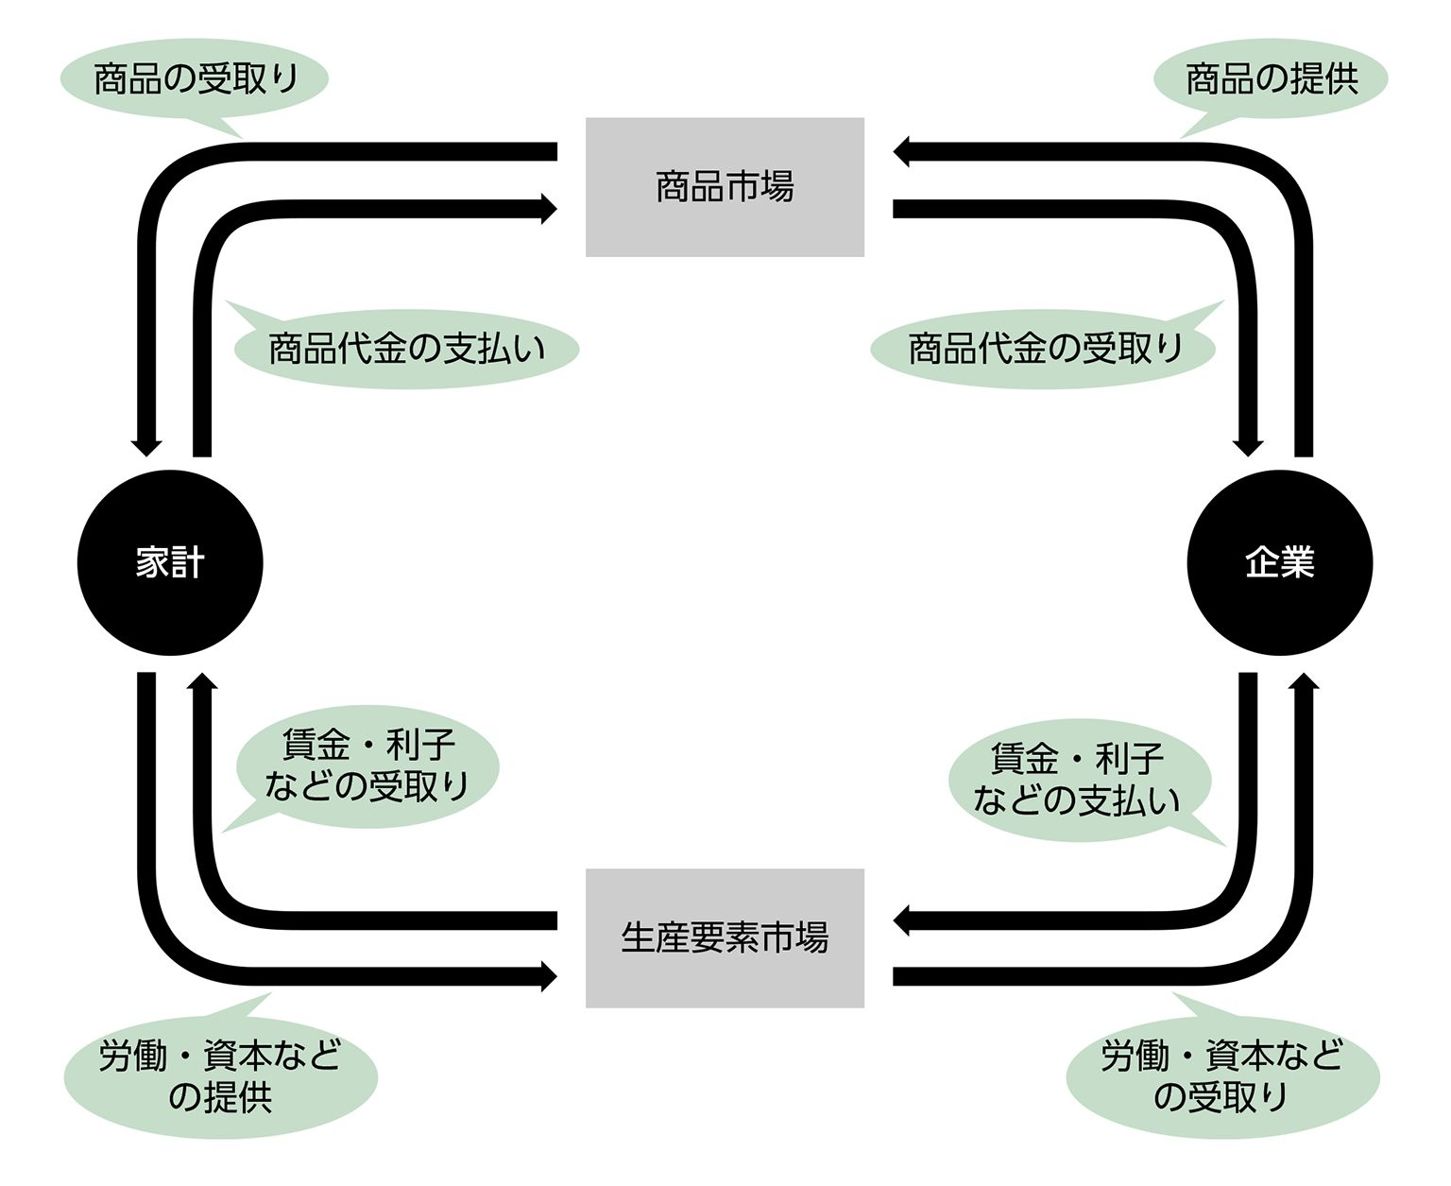 商品の受取り
商品の提供
商品市場
商品代金の支払い
商品代金の受取り
家計
企業
賃金・利子
などの受取り
賃金・利子
などの支払い
生産要素市場
労働・資本など
の提供
労働・資本など
の受取り